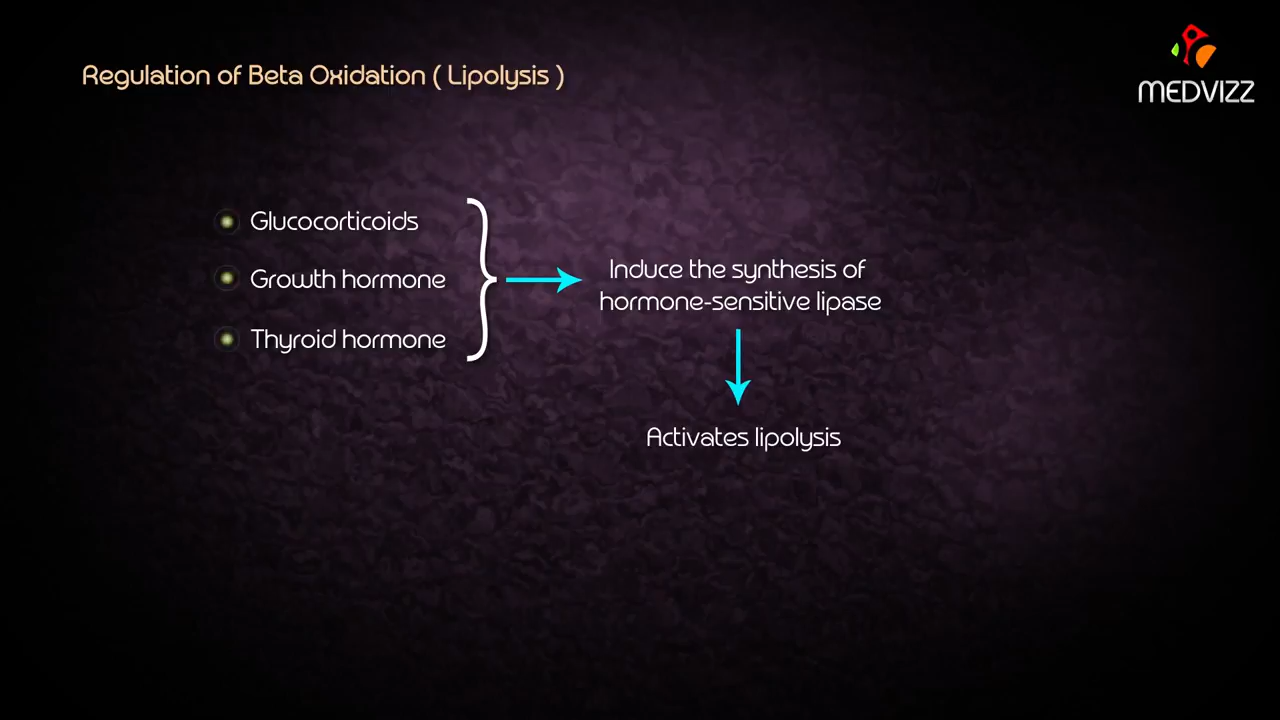 MEDVIZZ
Regulation of Beta Oxidation ( Lipolysis )
Glucocorticoids
Growth hormone
Thyroid hormone
Induce the synthesis of
hormone-sensitive lipase
Activates lipolysis